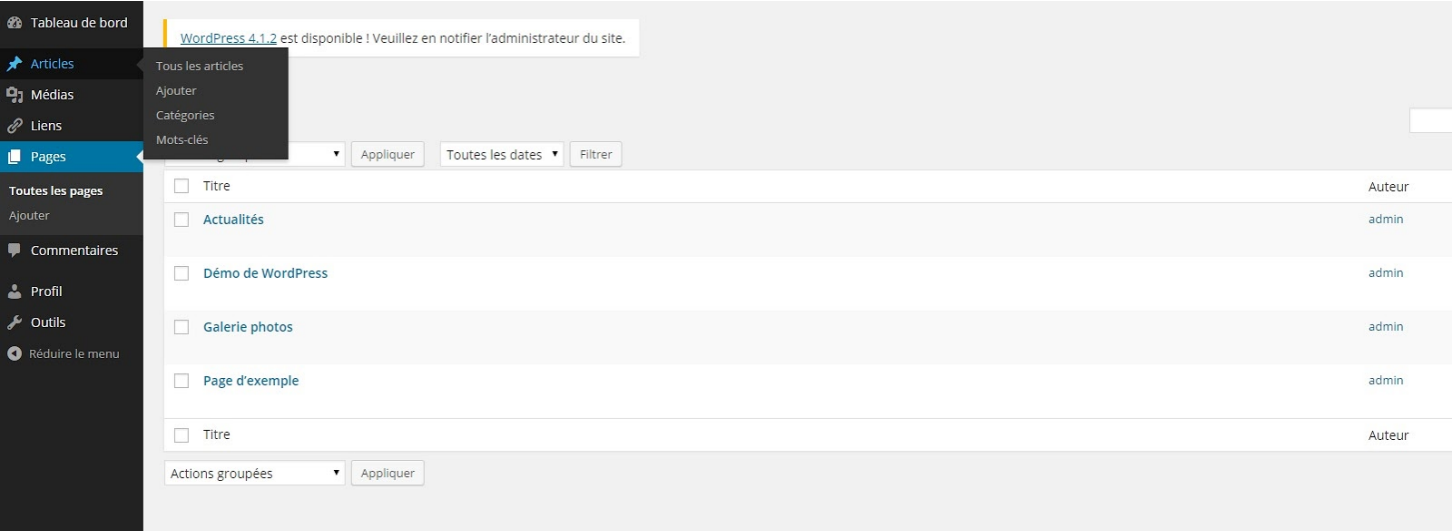 Tableau de bord
WordPress 4.1.2 est disponible ! Veuillez en notifier l'administrateur du site.
Articles
Tous les articles
Ajouter
Catégories
Mots-clés
Médias
Liens
Pages
Toutes les pages
Ajouter
Commentaires
Profil
Outils
Réduire le menu
Appliquer
Toutes les dates
Filtrer
Titre Auteur
Actualités admin
Démo de WordPress admin
Galerie photos admin
Page d'exemple admin
Titre Auteur
Actions groupées Appliquer